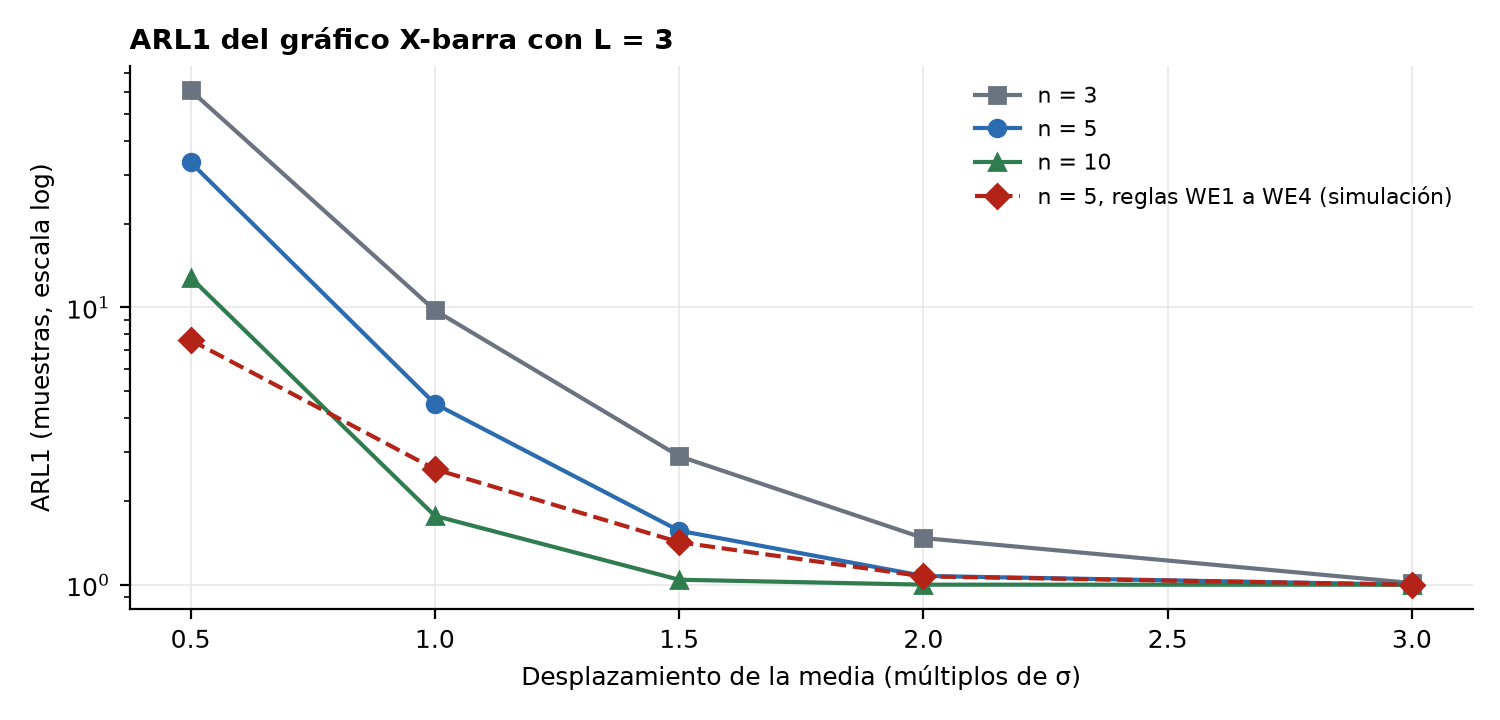 ARL1 del gráfico X-barra con L = 3
n = 3
n = 5
n = 10
n = 5, reglas WE1 a WE4 (simulación)
ARL1 (muestras, escala log)
10¹
10⁰
0.5 1.0 1.5 2.0 2.5 3.0
Desplazamiento de la media (múltiplos de σ)